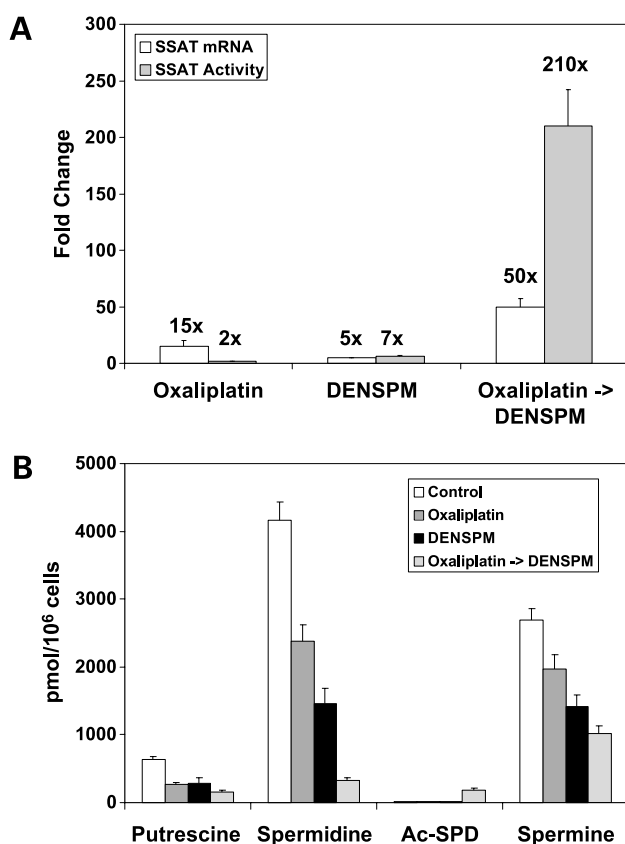 A
300
250
200
150
100
50
0
Fold Change
SSAT mRNA
SSAT Activity
15x
2x
5x
7x
50x
210x
Oxaliplatin
DENSPM
Oxaliplatin ->
DENSPM
B
5000
4000
3000
2000
1000
0
pmol/10⁶ cells
Control
Oxaliplatin
DENSPM
Oxaliplatin -> DENSPM
Putrescine
Spermidine
Ac-SPD
Spermine